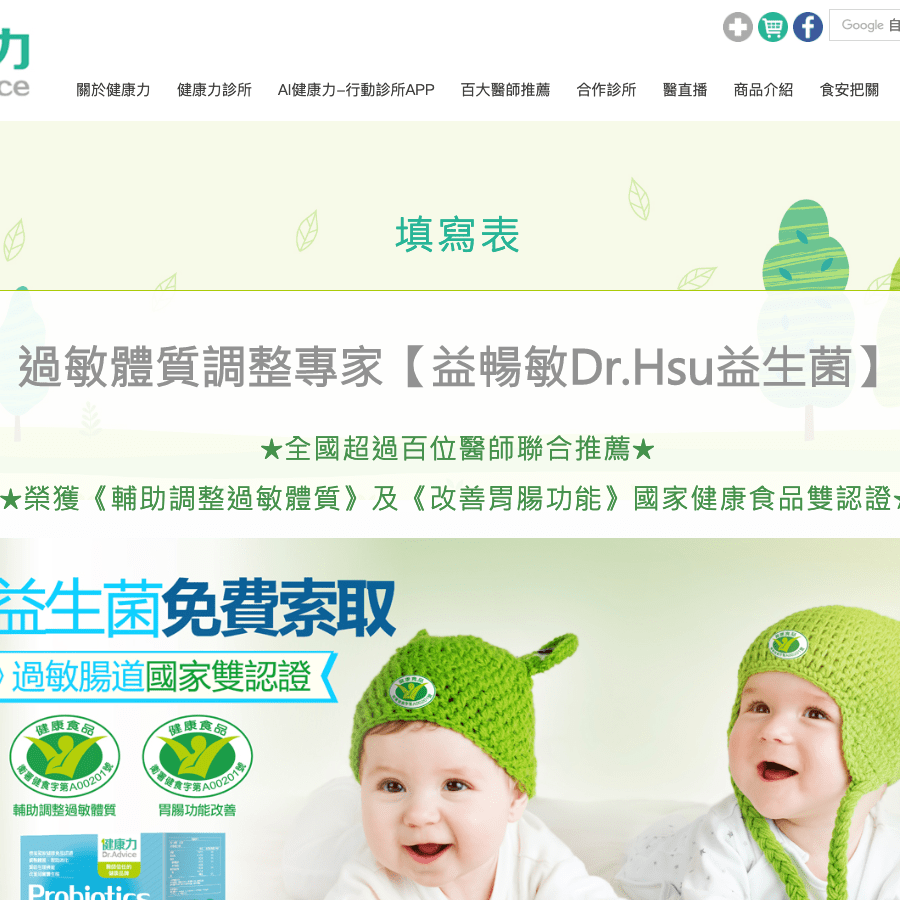 力
ce
Google 自
關於健康力 健康力診所 AI健康力-行動診所APP 百大醫師推薦 合作診所 醫直播 商品介紹 食安把關
填寫表
過敏體質調整專家【益暢敏Dr.Hsu益生菌】
★全國超過百位醫師聯合推薦★
★榮獲《輔助調整過敏體質》及《改善胃腸功能》國家健康食品雙認證★
益生菌免費索取
過敏腸道國家雙認證
健康食品 健康食品
衛署健食字第A00201號 衛署健食字第A00201號
輔助調整過敏體質 胃腸功能改善
健康力
Dr.Advice
Probiotics